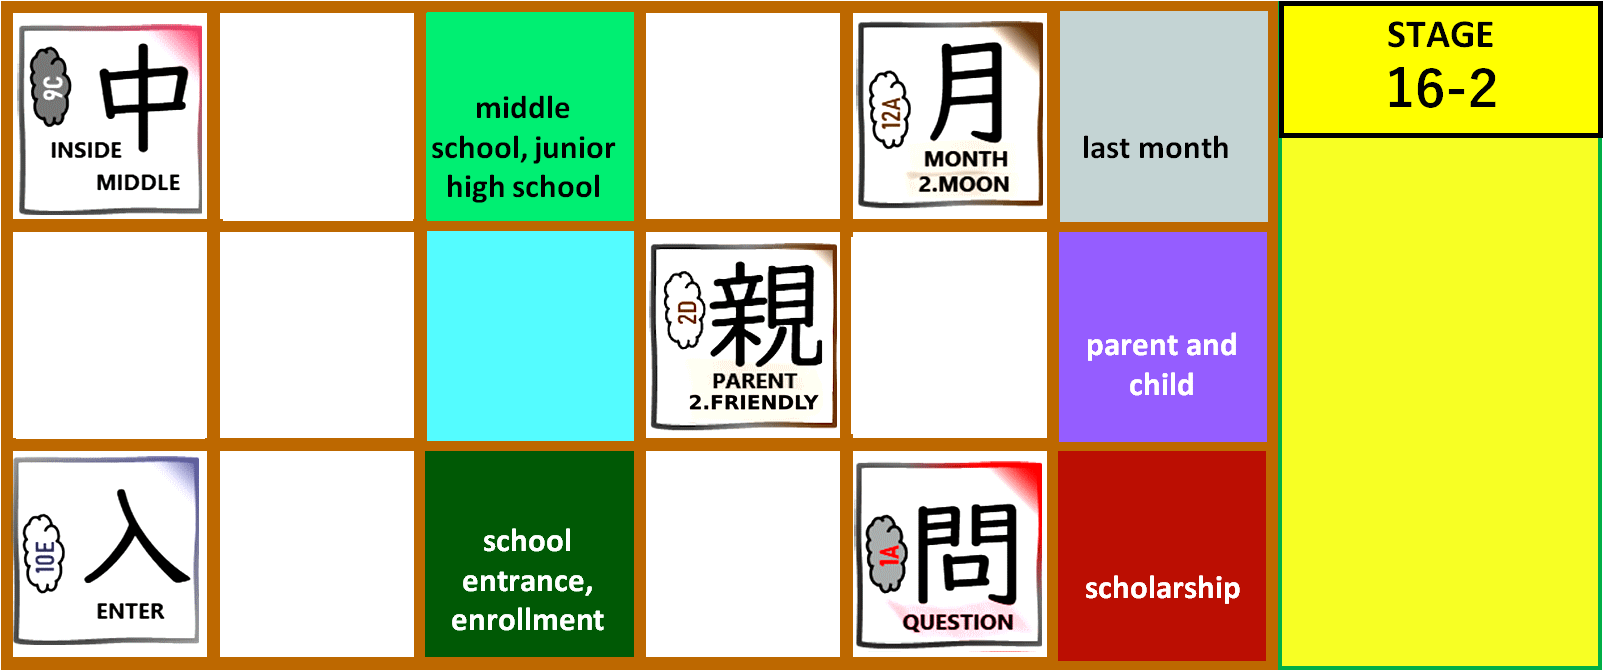 9C
中
INSIDE
MIDDLE
middle
school, junior
high school
12A
月
MONTH
2.MOON
last month
STAGE
16-2
2D
親
PARENT
2.FRIENDLY
parent and
child
10E
入
ENTER
school
entrance,
enrollment
1A
問
QUESTION
scholarship